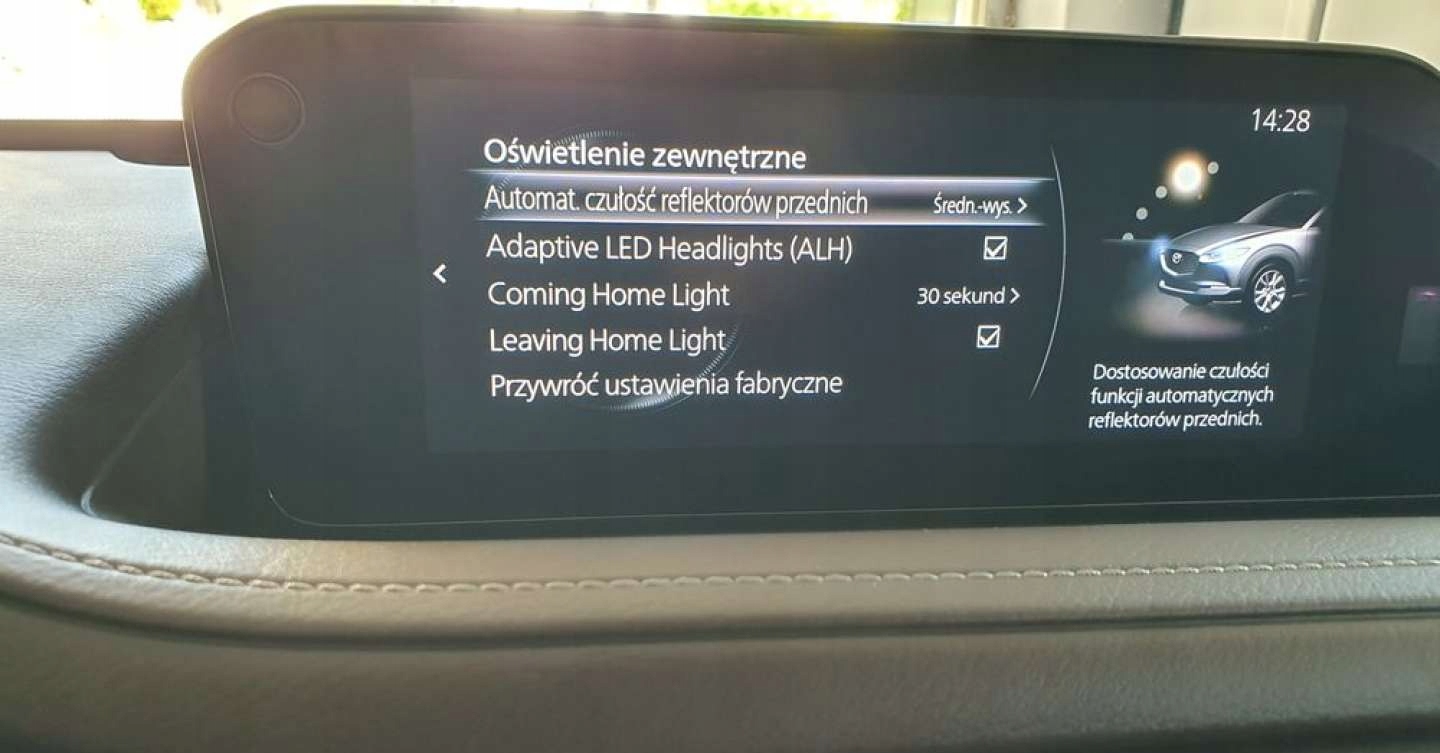 14:28
Oświetlenie zewnętrzne
Automat. czułość reflektorów przednich Średn.-wys. >
Adaptive LED Headlights (ALH)
Coming Home Light 30 sekund >
Leaving Home Light
Przywróć ustawienia fabryczne
Dostosowanie czułości
funkcji automatycznych
reflektorów przednich.